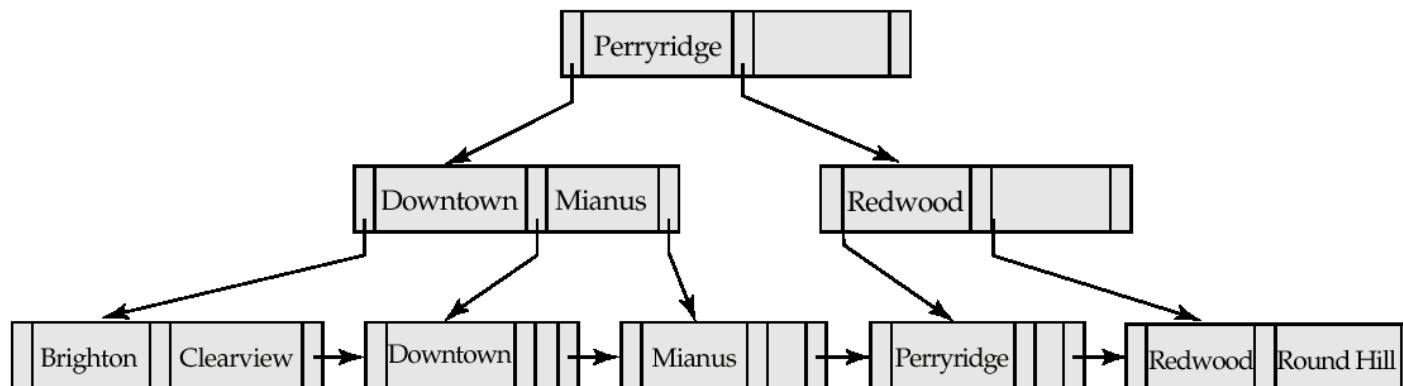 Perryridge
Downtown Mianus Redwood
Brighton Clearview Downtown Mianus Perryridge Redwood Round Hill